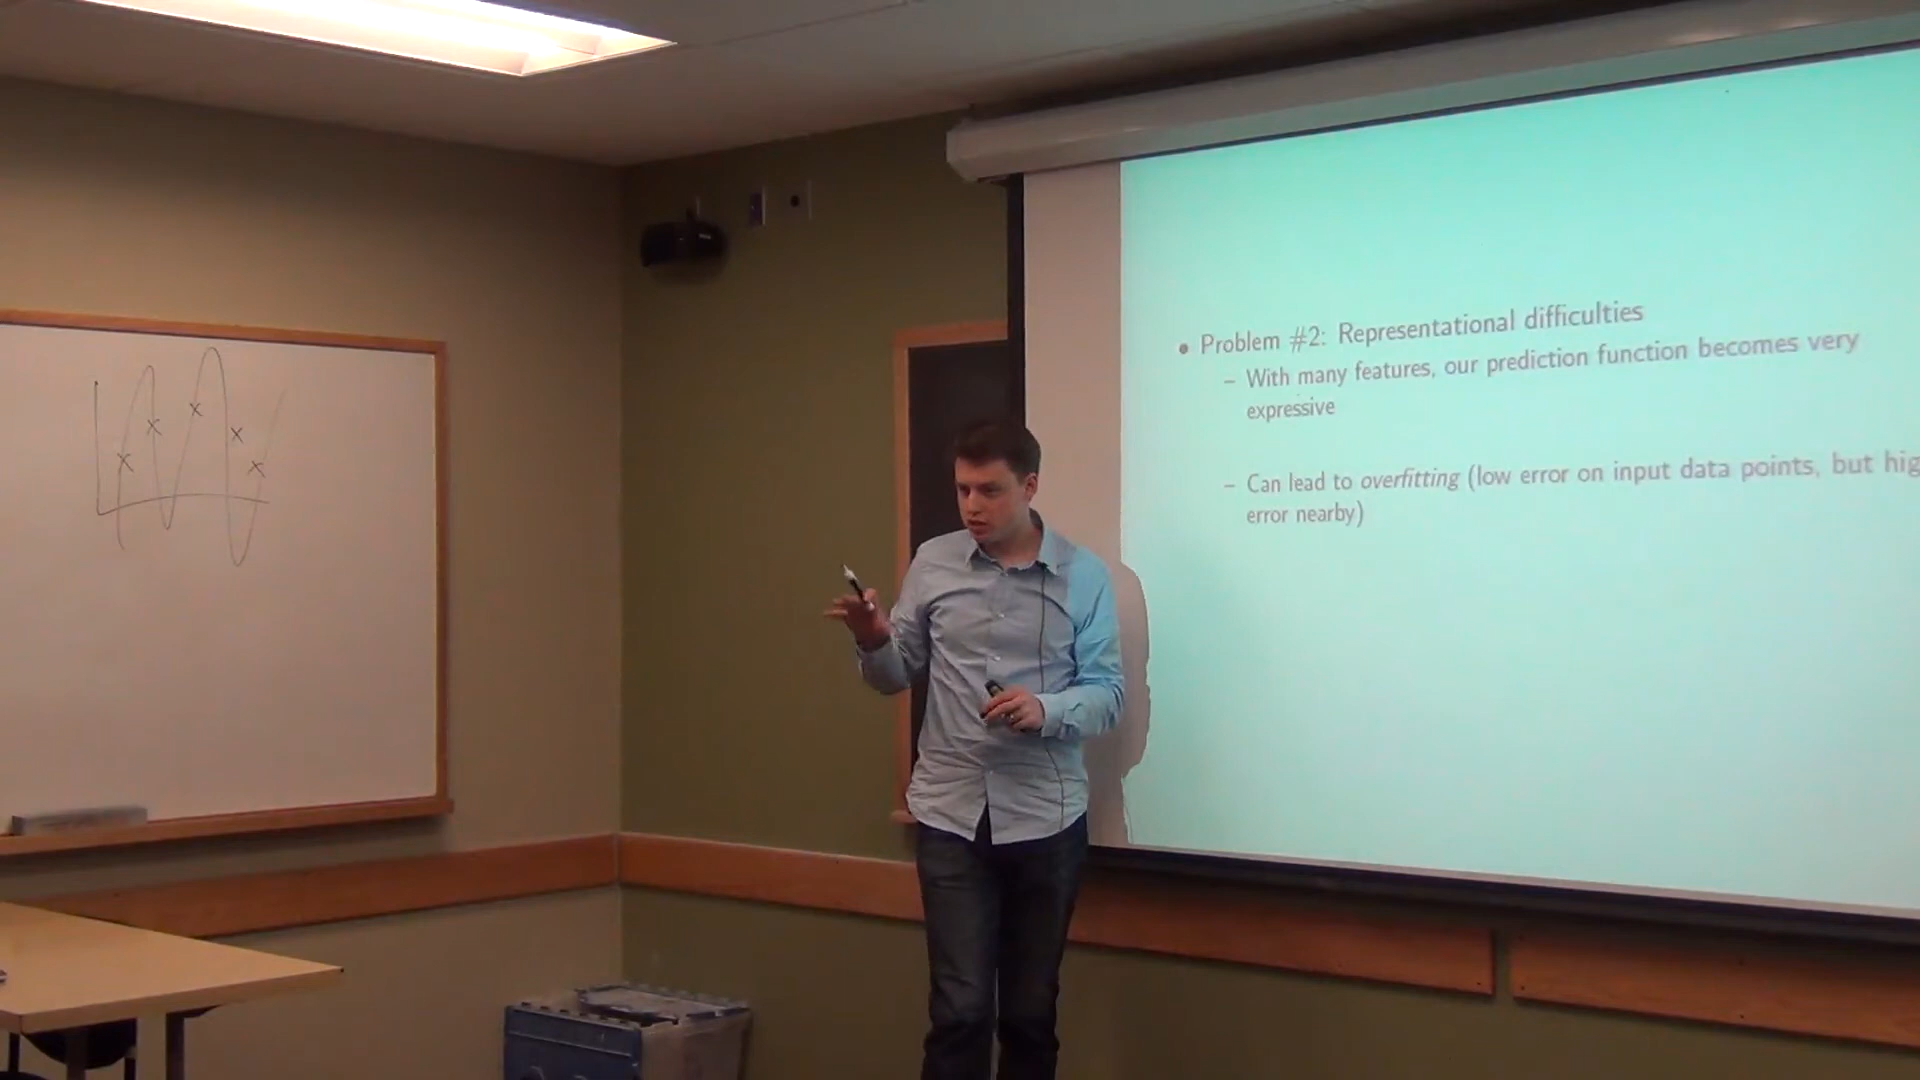 • Problem #2: Representational difficulties
– With many features, our prediction function becomes very
expressive
– Can lead to overfitting (low error on input data points, but hig
error nearby)